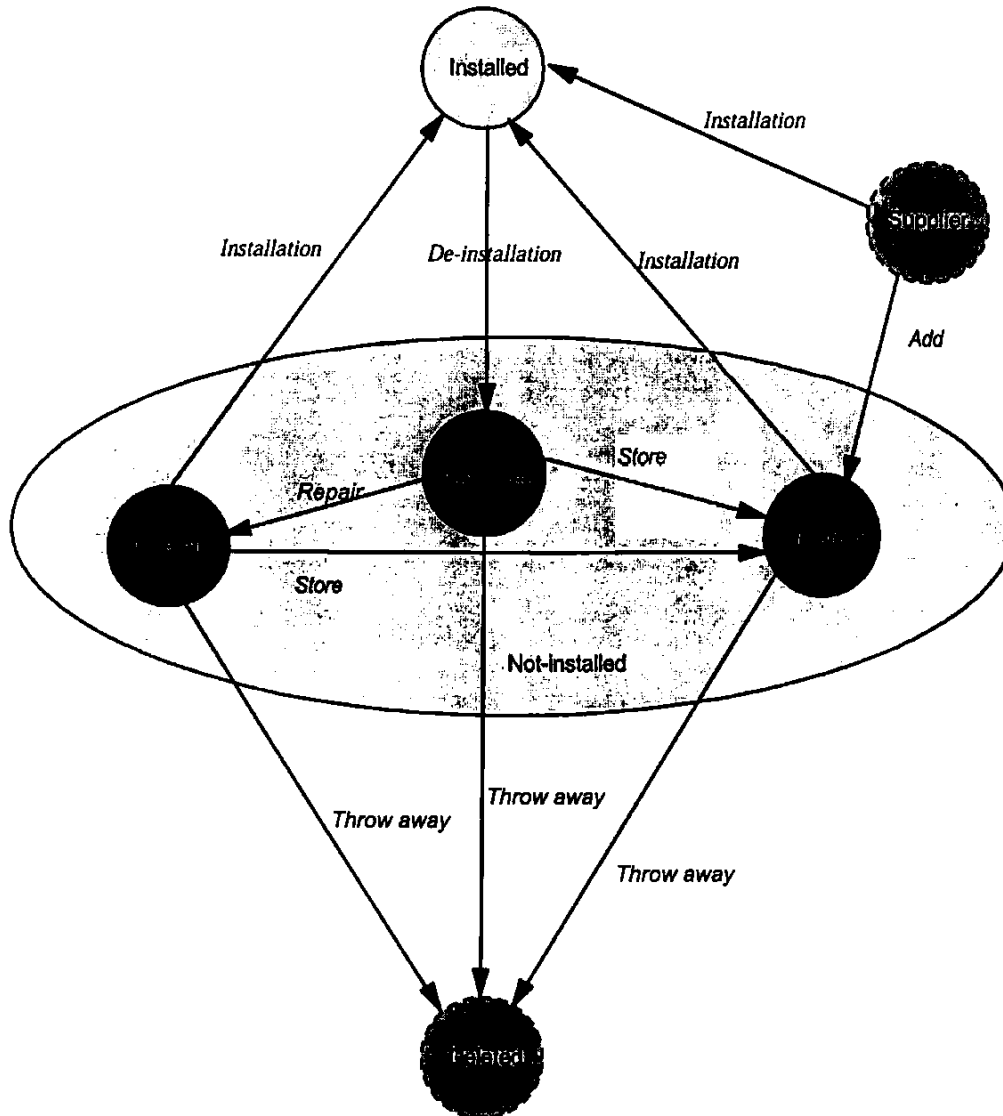 Installed
Installation
Supplier
Installation
De-installation
Installation
Add
Store
Repair
Store
Not-installed
Throw away
Throw away
Throw away
Deleted